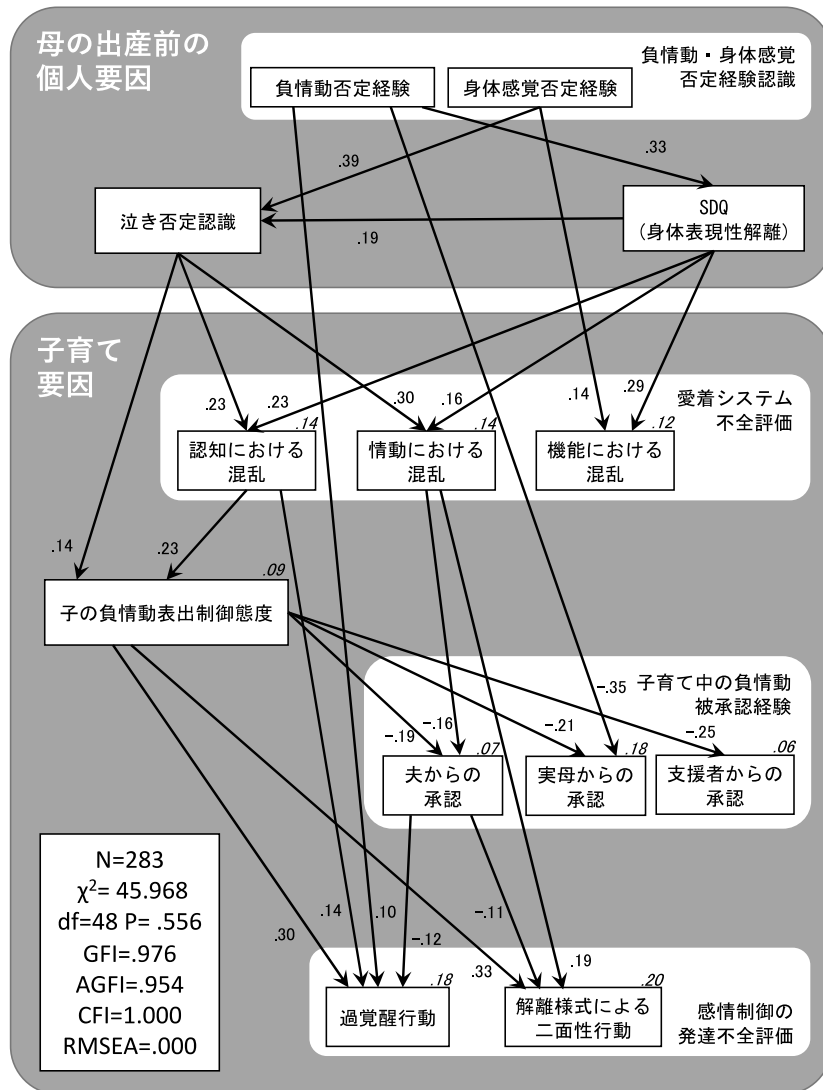 母の出産前の
個人要因
負情動・身体感覚
否定経験認識
負情動否定経験
身体感覚否定経験
.39
.33
泣き否定認識
SDQ
(身体表現性解離)
.19
子育て
要因
愛着システム
不全評価
.23
.23
.30
.16
.14
.29
.14
.14
.12
認知における
混乱
情動における
混乱
機能における
混乱
.14
.23
.09
子の負情動表出制御態度
子育て中の負情動
被承認経験
-.35
-.19
-.16
-.21
-.25
.07
.18
.06
夫からの
承認
実母からの
承認
支援者からの
承認
N=283
χ²= 45.968
df=48 P= .556
GFI=.976
AGFI=.954
CFI=1.000
RMSEA=.000
.30
.14
.10
-.12
-.11
.33
.19
.18
.20
過覚醒行動
解離様式による
二面性行動
感情制御の
発達不全評価